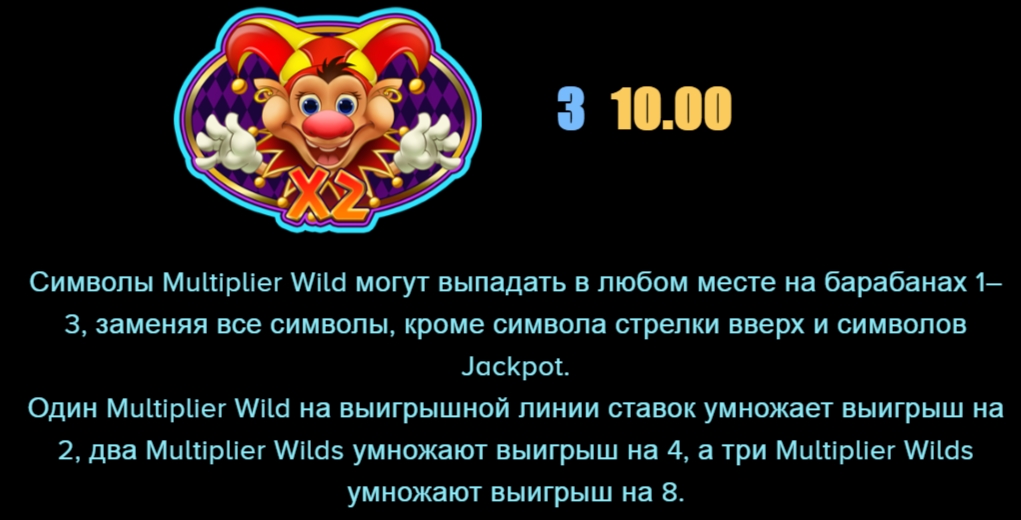 X2
3 10.00
Символы Multiplier Wild могут выпадать в любом месте на барабанах 1–
3, заменяя все символы, кроме символа стрелки вверх и символов
Jackpot.
Один Multiplier Wild на выигрышной линии ставок умножает выигрыш на
2, два Multiplier Wilds умножают выигрыш на 4, а три Multiplier Wilds
умножают выигрыш на 8.